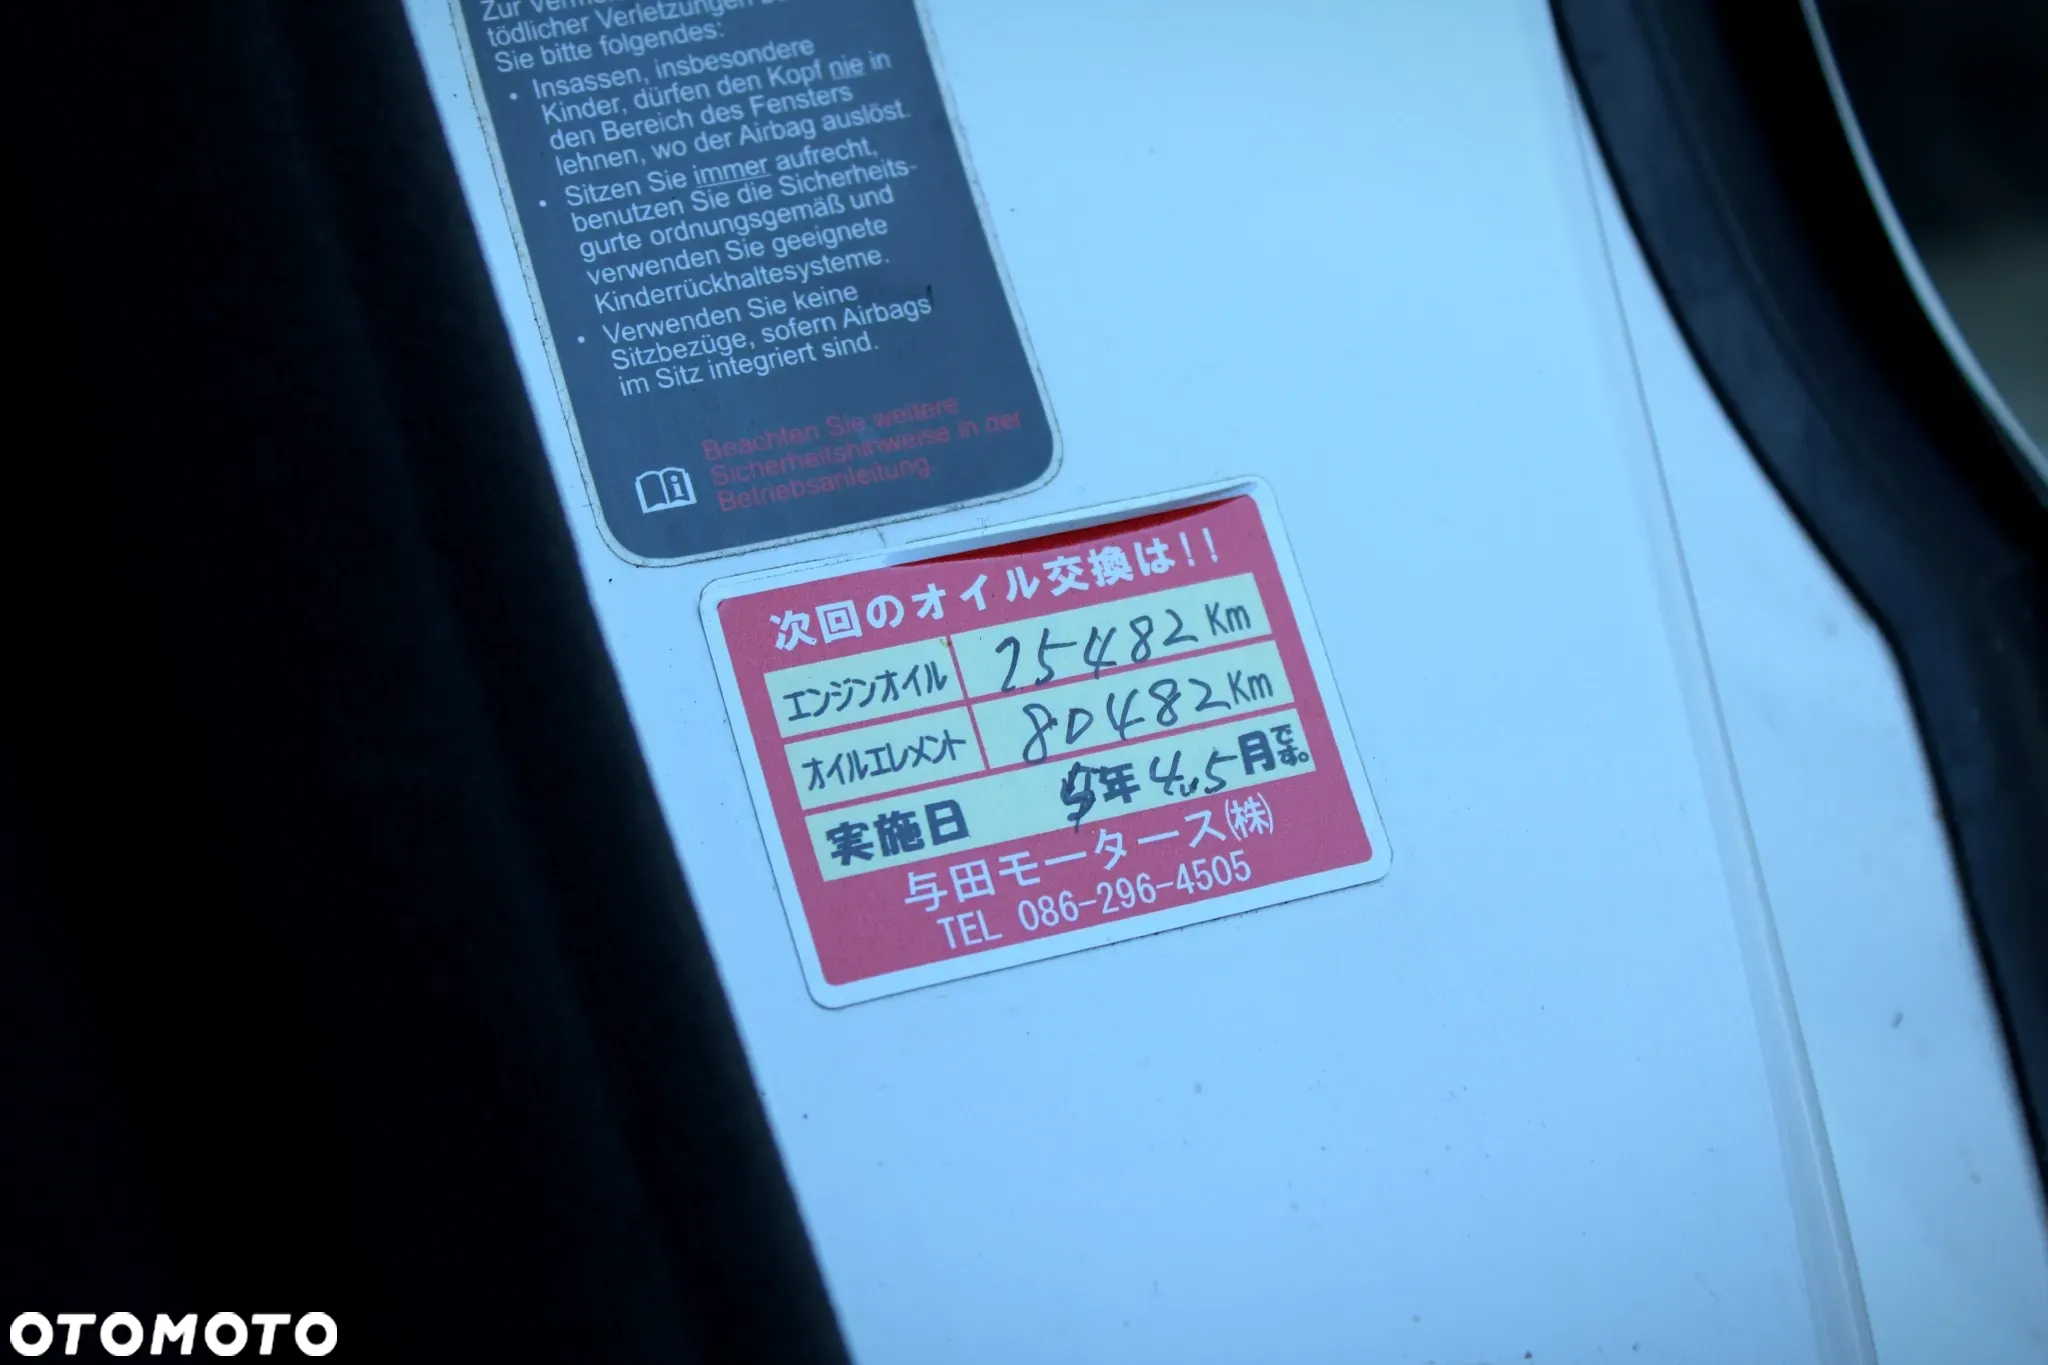 Zur
tödlicher Verletzungen
Sie bitte folgendes:
• Insassen, insbesondere
Kinder, dürfen den Kopf nie in
den Bereich des Fensters
lehnen, wo der Airbag auslöst.
• Sitzen Sie immer aufrecht,
benutzen Sie die Sicherheits-
gurte ordnungsgemäß und
verwenden Sie geeignete
Kinderrückhaltesysteme.
• Verwenden Sie keine
Sitzbezüge, sofern Airbags
im Sitz integriert sind.
Beachten Sie weitere
Sicherheitshinweise in der
Betriebsanleitung.
次回のオイル交換は!!
エンジンオイル 75482 Km
オイルエレメント 80482 Km
実施日 5年 4.5月です。
与田モータース㈱
TEL 086-296-4505
OTOMOTO